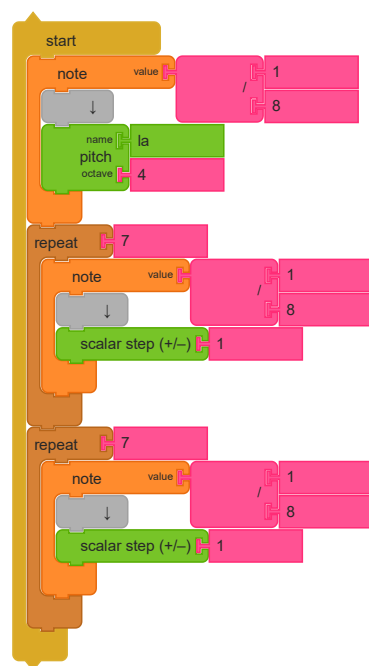 start
note value 1
/
↓ 8
name la
pitch
octave 4
repeat 7
note value 1
/
↓ 8
scalar step (+/–) 1
repeat 7
note value 1
/
↓ 8
scalar step (+/–) 1